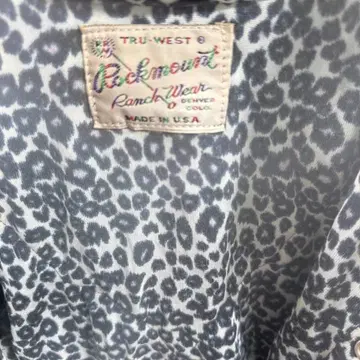 TRU-WEST ®
Rockmount
Ranch Wear
DENVER
COLO.
MADE IN U.S.A